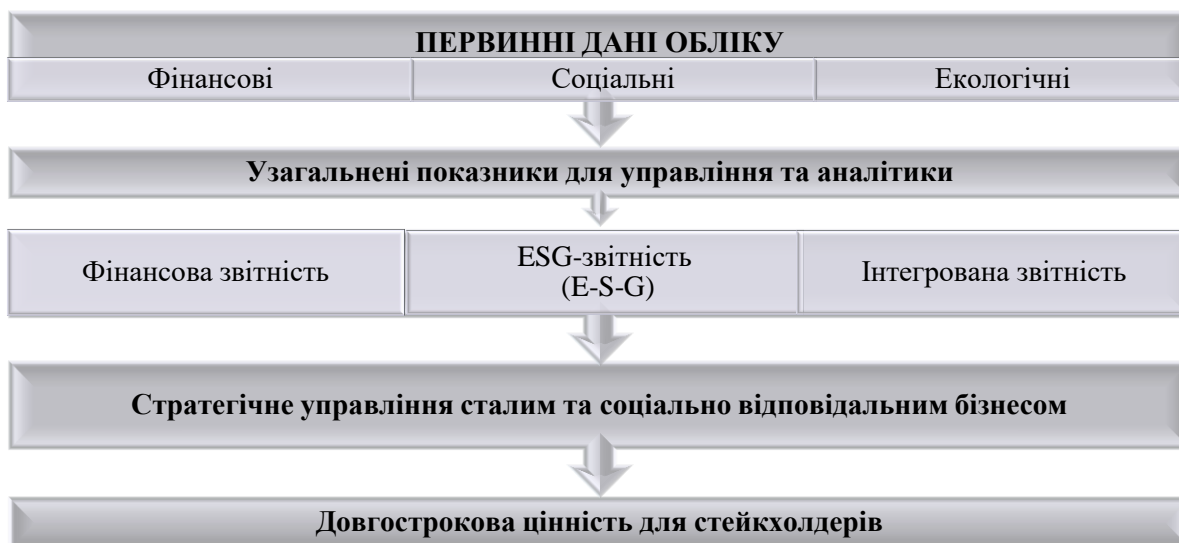 ПЕРВИННІ ДАНІ ОБЛІКУ
Фінансові
Соціальні
Екологічні
Узагальнені показники для управління та аналітики
Фінансова звітність
ESG-звітність
(E-S-G)
Інтегрована звітність
Стратегічне управління сталим та соціально відповідальним бізнесом
Довгострокова цінність для стейкхолдерів